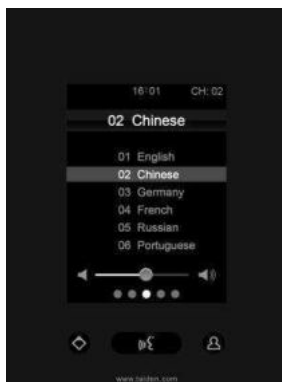 16:01 CH: 02
02 Chinese
01 English
02 Chinese
03 Germany
04 French
05 Russian
06 Portuguese
www.taiden.com